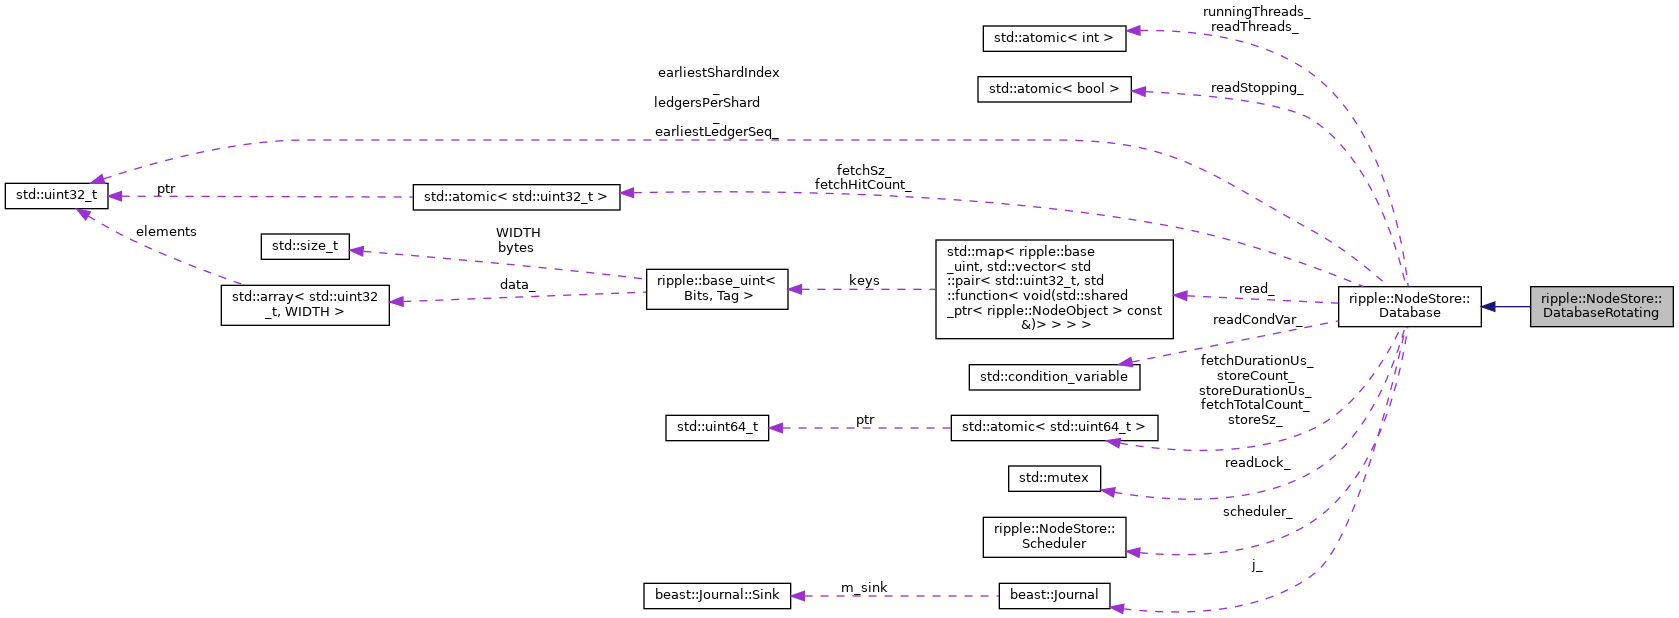 runningThreads_
readThreads_
std::atomic< int >
earliestShardIndex
_
ledgersPerShard
_
earliestLedgerSeq_
std::atomic< bool >
readStopping_
fetchSz_
fetchHitCount_
std::uint32_t
ptr
std::atomic< std::uint32_t >
elements
std::size_t
WIDTH
bytes
std::map< ripple::base
_uint, std::vector< std
::pair< std::uint32_t, std
::function< void(std::shared
_ptr< ripple::NodeObject > const
&)> > > >
ripple::base_uint<
Bits, Tag >
keys
data_
std::array< std::uint32
_t, WIDTH >
read_
ripple::NodeStore::
Database
ripple::NodeStore::
DatabaseRotating
readCondVar_
std::condition_variable
fetchDurationUs_
storeCount_
storeDurationUs_
fetchTotalCount_
storeSz_
std::uint64_t
ptr
std::atomic< std::uint64_t >
readLock_
std::mutex
scheduler_
ripple::NodeStore::
Scheduler
j_
beast::Journal::Sink
m_sink
beast::Journal